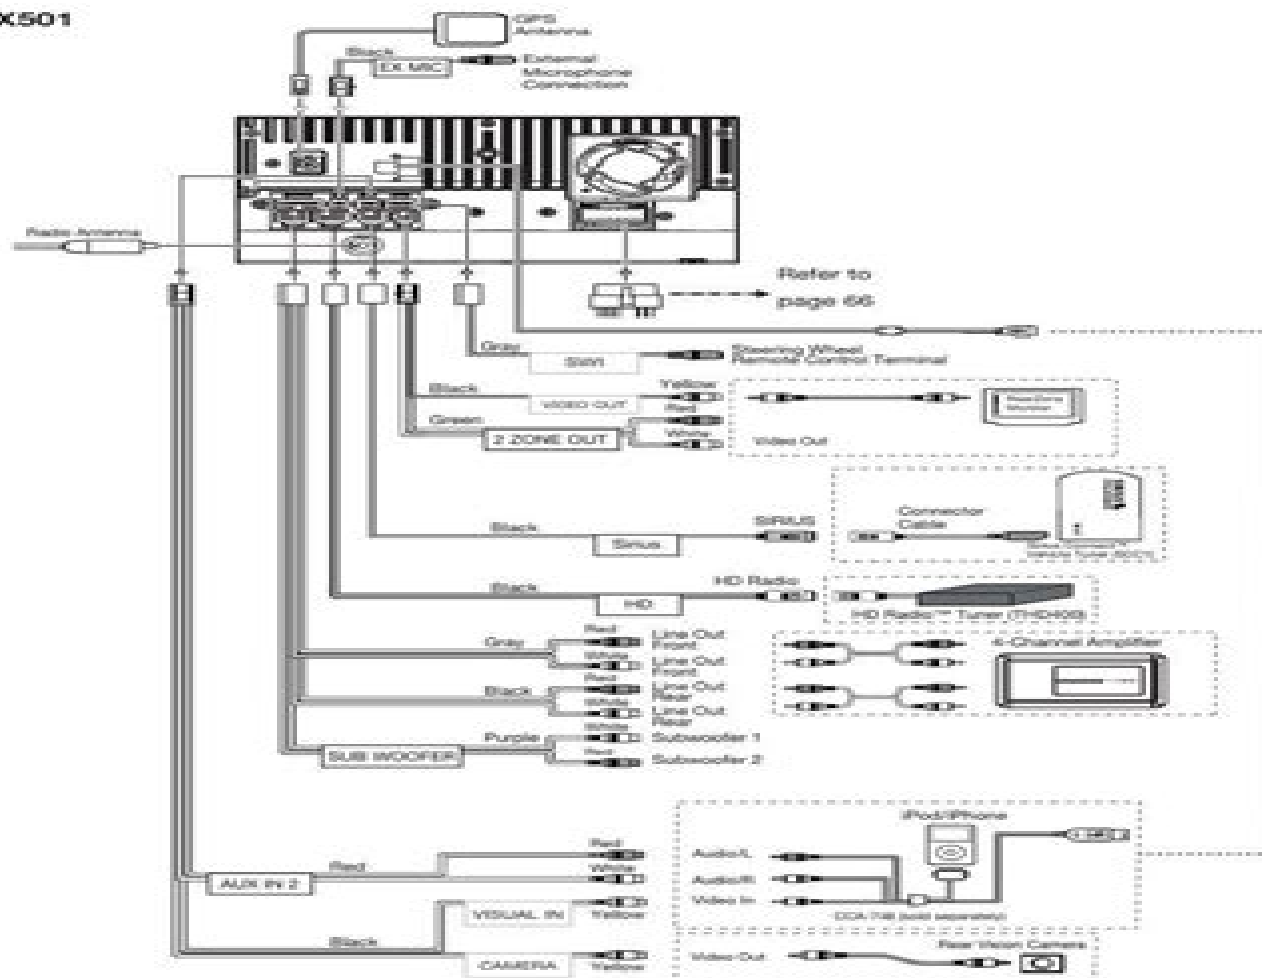 X501
GPS
Antenna
Black
EX MIC
External
Microphone
Connection
Radio Antenna
Refer to
page 66
Gray
SWI
Steering Wheel
Remote Control Terminal
Black
VIDEO OUT
Yellow
Green
2 ZONE OUT
Red
White
Video Out
Monitor
Black
Sirius
SIRIUS
Connector
Cable
Black
HD
HD Radio
HD Radio™ Tuner (THD400)
Gray
Red
Line Out
Front
White
Line Out
Front
Black
Red
Line Out
Rear
White
Line Out
Rear
Channel Amplifier
Purple
SUB WOOFER
White
Subwoofer 1
Red
Subwoofer 2
iPod/iPhone
Red
AUX IN 2
Red
White
Audio/L
Audio/R
Video In
VISUAL IN
Yellow
(sold separately)
Black
CAMERA
Yellow
Video Out
Rear Vision Camera